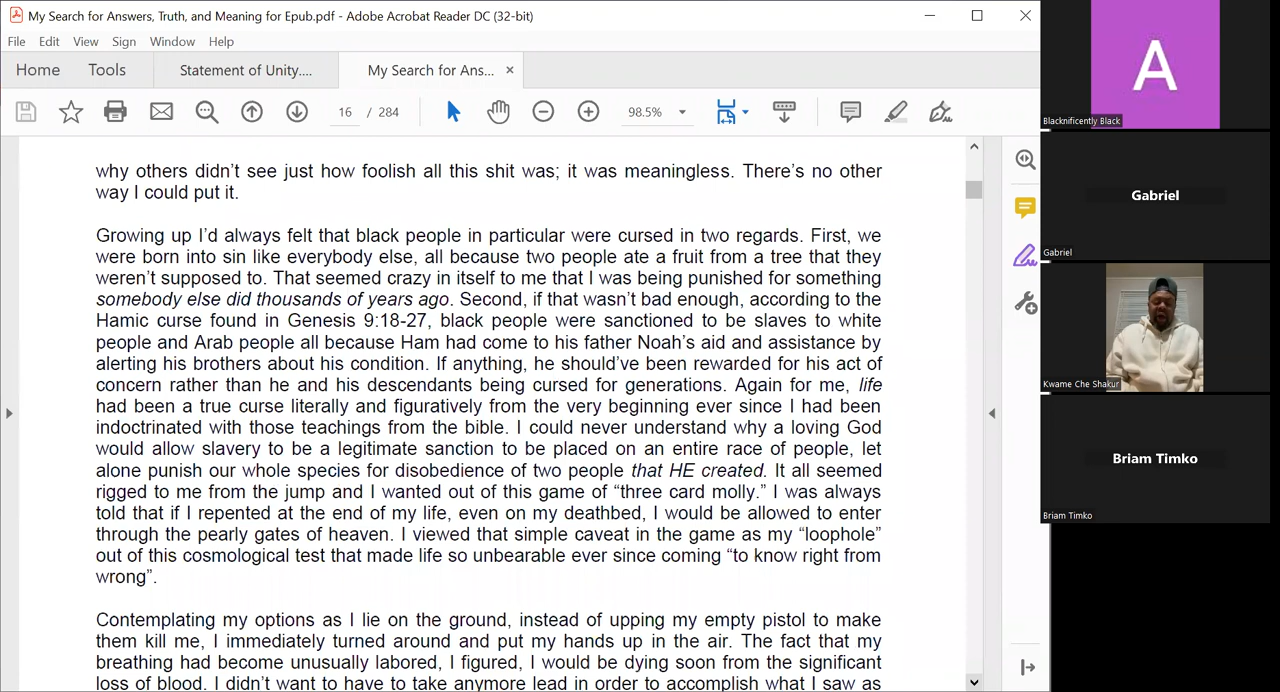 My Search for Answers, Truth, and Meaning for Epub.pdf - Adobe Acrobat Reader DC (32-bit)
File Edit View Sign Window Help
Home Tools Statement of Unity.... My Search for Ans... ×
16 / 284 98.5%
why others didn't see just how foolish all this shit was; it was meaningless. There's no other
way I could put it.
Growing up I'd always felt that black people in particular were cursed in two regards. First, we
were born into sin like everybody else, all because two people ate a fruit from a tree that they
weren't supposed to. That seemed crazy in itself to me that I was being punished for something
somebody else did thousands of years ago. Second, if that wasn't bad enough, according to the
Hamic curse found in Genesis 9:18-27, black people were sanctioned to be slaves to white
people and Arab people all because Ham had come to his father Noah's aid and assistance by
alerting his brothers about his condition. If anything, he should've been rewarded for his act of
concern rather than he and his descendants being cursed for generations. Again for me, life
had been a true curse literally and figuratively from the very beginning ever since I had been
indoctrinated with those teachings from the bible. I could never understand why a loving God
would allow slavery to be a legitimate sanction to be placed on an entire race of people, let
alone punish our whole species for disobedience of two people that HE created. It all seemed
rigged to me from the jump and I wanted out of this game of “three card molly.” I was always
told that if I repented at the end of my life, even on my deathbed, I would be allowed to enter
through the pearly gates of heaven. I viewed that simple caveat in the game as my “loophole”
out of this cosmological test that made life so unbearable ever since coming “to know right from
wrong”.
Contemplating my options as I lie on the ground, instead of upping my empty pistol to make
them kill me, I immediately turned around and put my hands up in the air. The fact that my
breathing had become unusually labored, I figured, I would be dying soon from the significant
loss of blood. I didn't want to have to take anymore lead in order to accomplish what I saw as
A
Blacknificently Black
Gabriel
Gabriel
Kwame Che Shakur
Briam Timko
Briam Timko